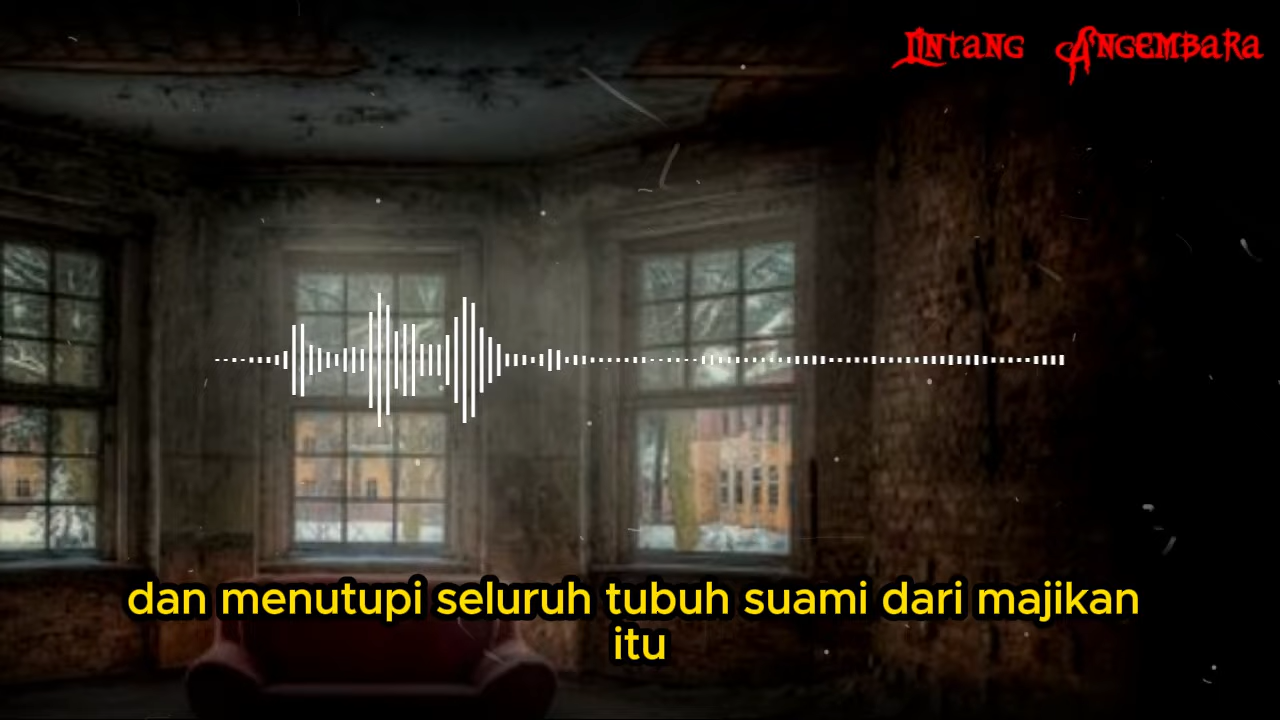 Lintang Angembara
dan menutupi seluruh tubuh suami dari majikan
itu